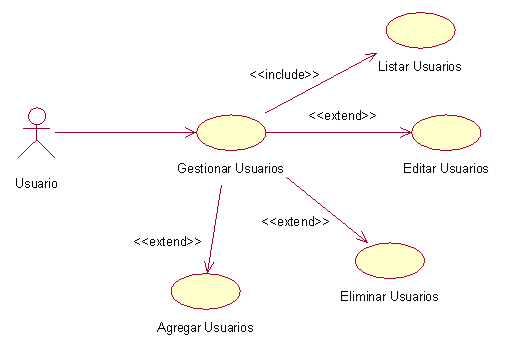 Listar Usuarios
<<include>>
<<extend>>
Usuario
Gestionar Usuarios
Editar Usuarios
<<extend>>
<<extend>>
Eliminar Usuarios
Agregar Usuarios